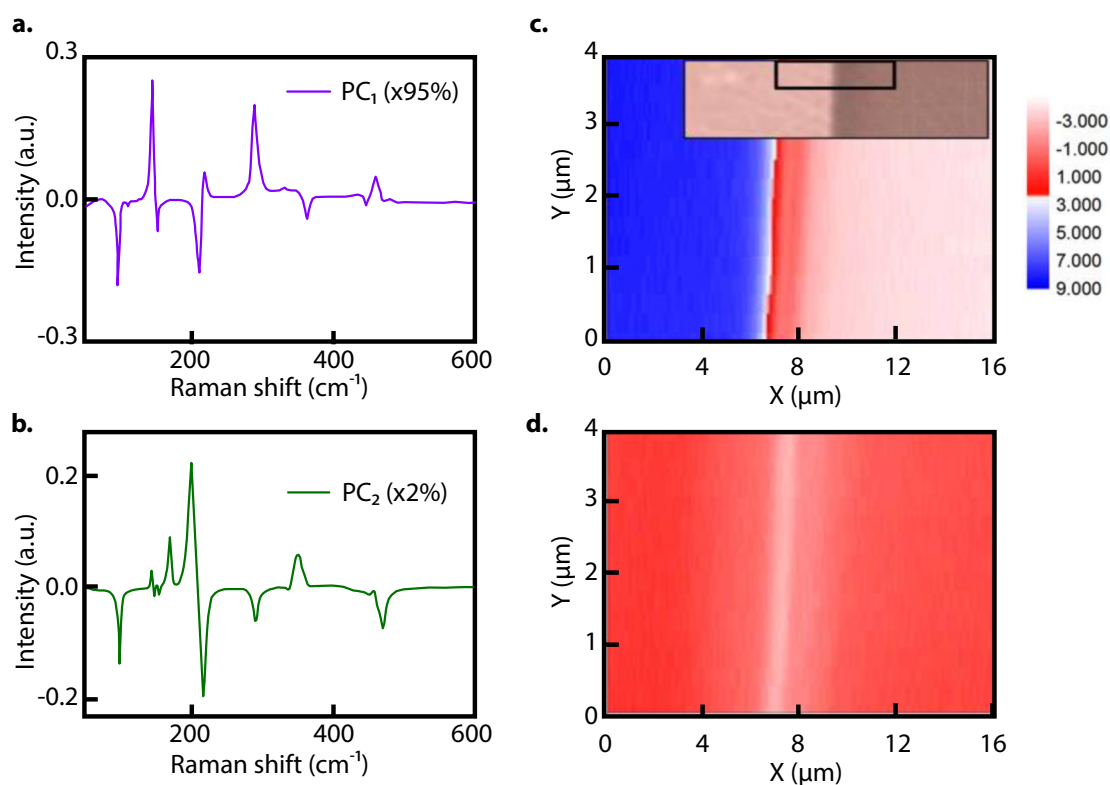 a.
0.3
0.0
-0.3
Intensity (a.u.)
PC₁ (x95%)
200
400
600
Raman shift (cm⁻¹)
c.
4
3
2
1
0
Y (μm)
0
4
8
12
16
X (μm)
-3.000
-1.000
1.000
3.000
5.000
7.000
9.000
b.
0.2
0.0
-0.2
Intensity (a.u.)
PC₂ (x2%)
200
400
600
Raman shift (cm⁻¹)
d.
4
3
2
1
0
Y (μm)
0
4
8
12
16
X (μm)